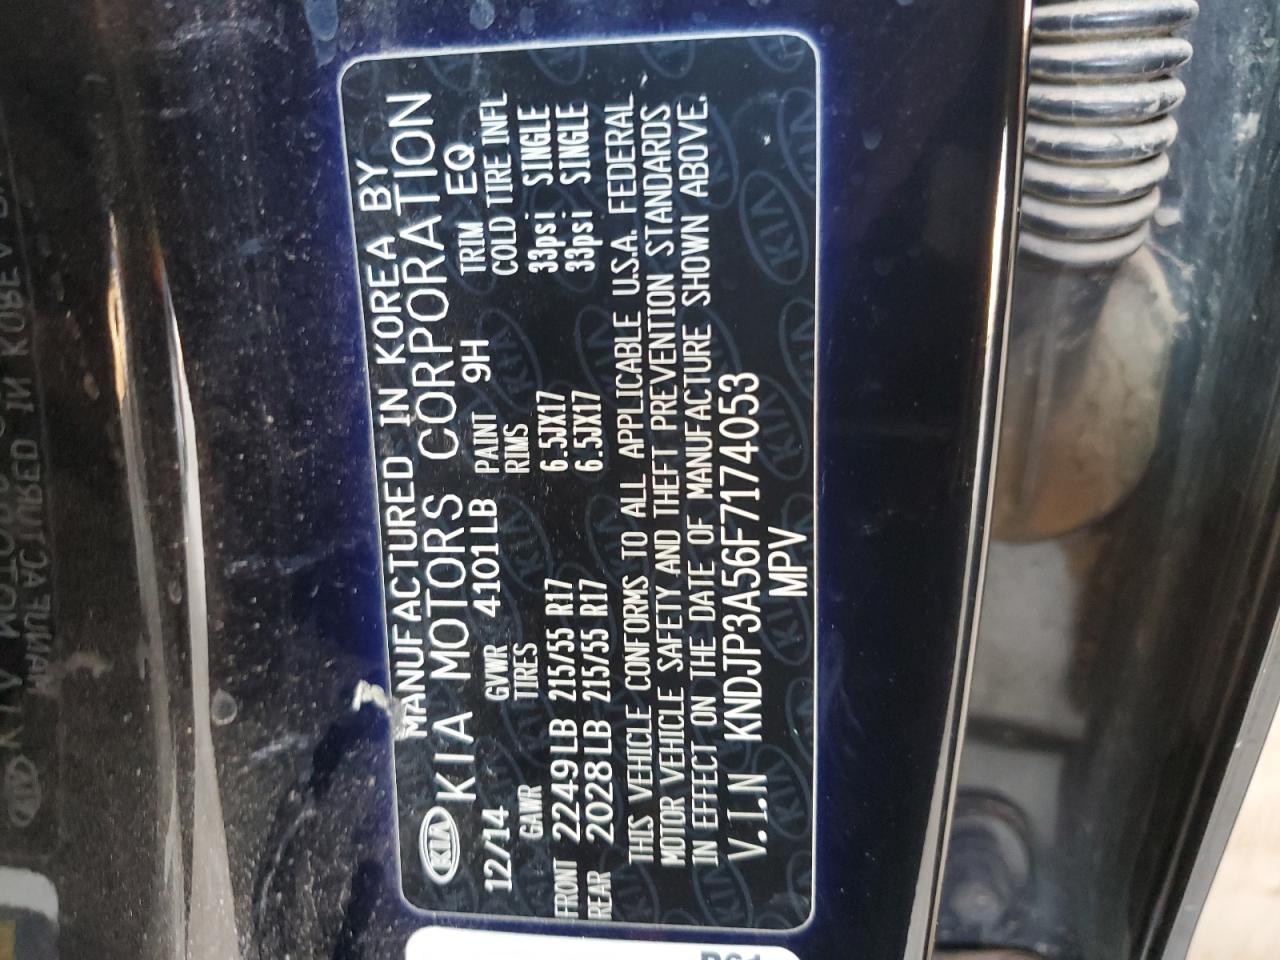 MANUFACTURED IN KOREA BY
KIA KIA MOTORS CORPORATION
12/14 GVWR 4101LB PAINT 9H TRIM EQ
GAWR TIRES RIMS COLD TIRE INFL
FRONT 2249LB 215/55 R17 6.5JX17 33psi SINGLE
REAR 2028LB 215/55 R17 6.5JX17 33psi SINGLE
THIS VEHICLE CONFORMS TO ALL APPLICABLE U.S.A. FEDERAL
MOTOR VEHICLE SAFETY AND THEFT PREVENTION STANDARDS
IN EFFECT ON THE DATE OF MANUFACTURE SHOWN ABOVE.
V.I.N KNDJP3A56F7174053
MPV